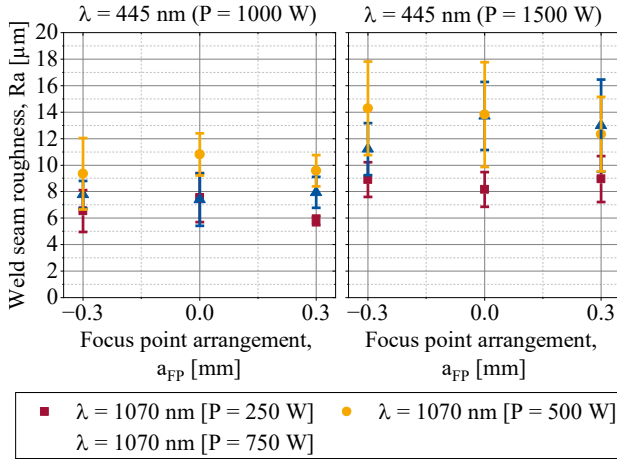 λ = 445 nm (P = 1000 W)
λ = 445 nm (P = 1500 W)
Weld seam roughness, Ra [µm]
20
18
16
14
12
10
8
6
4
2
0
−0.3 0.0 0.3
−0.3 0.0 0.3
Focus point arrangement,
a_FP [mm]
Focus point arrangement,
a_FP [mm]
λ = 1070 nm [P = 250 W]
λ = 1070 nm [P = 500 W]
λ = 1070 nm [P = 750 W]